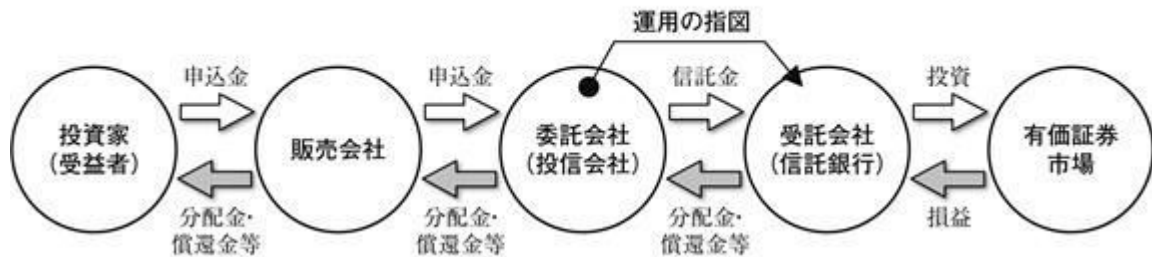 運用の指図
申込金
申込金
信託金
投資
投資家
(受益者)
販売会社
委託会社
(投信会社)
受託会社
(信託銀行)
有価証券
市場
分配金・
償還金等
分配金・
償還金等
分配金・
償還金等
損益